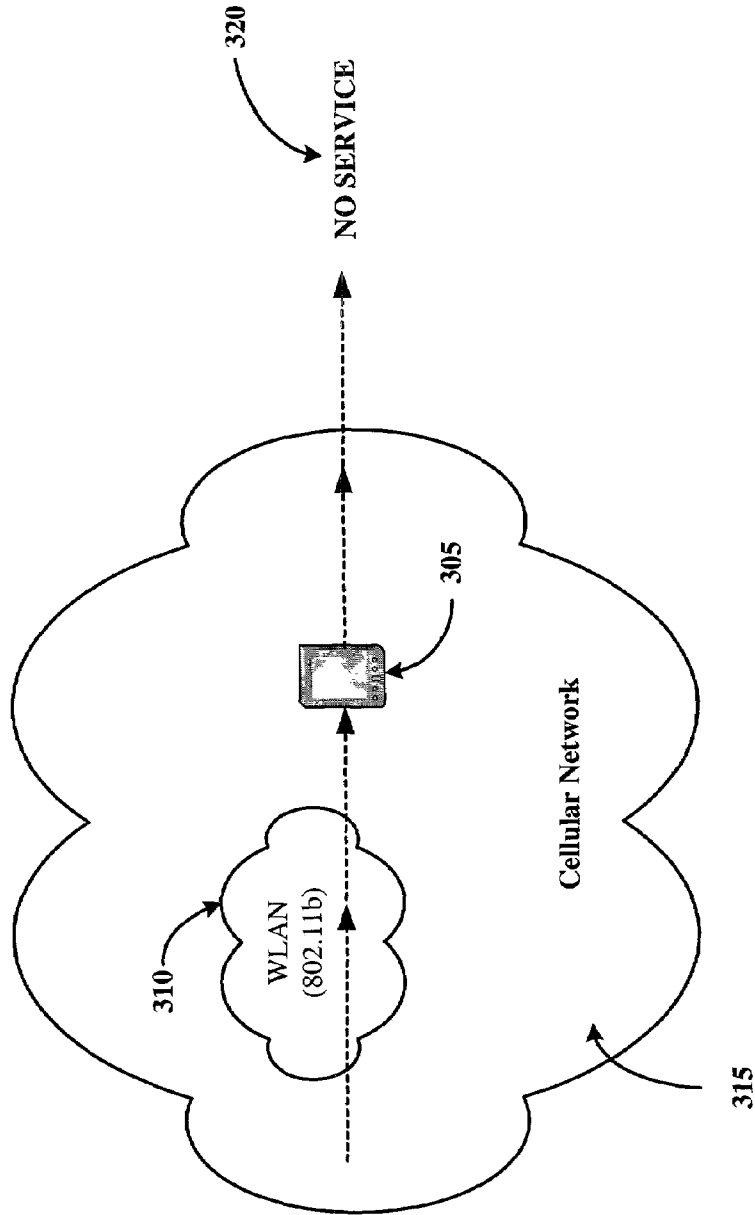 320
NO SERVICE
305
310
WLAN
(802.11b)
Cellular Network
315